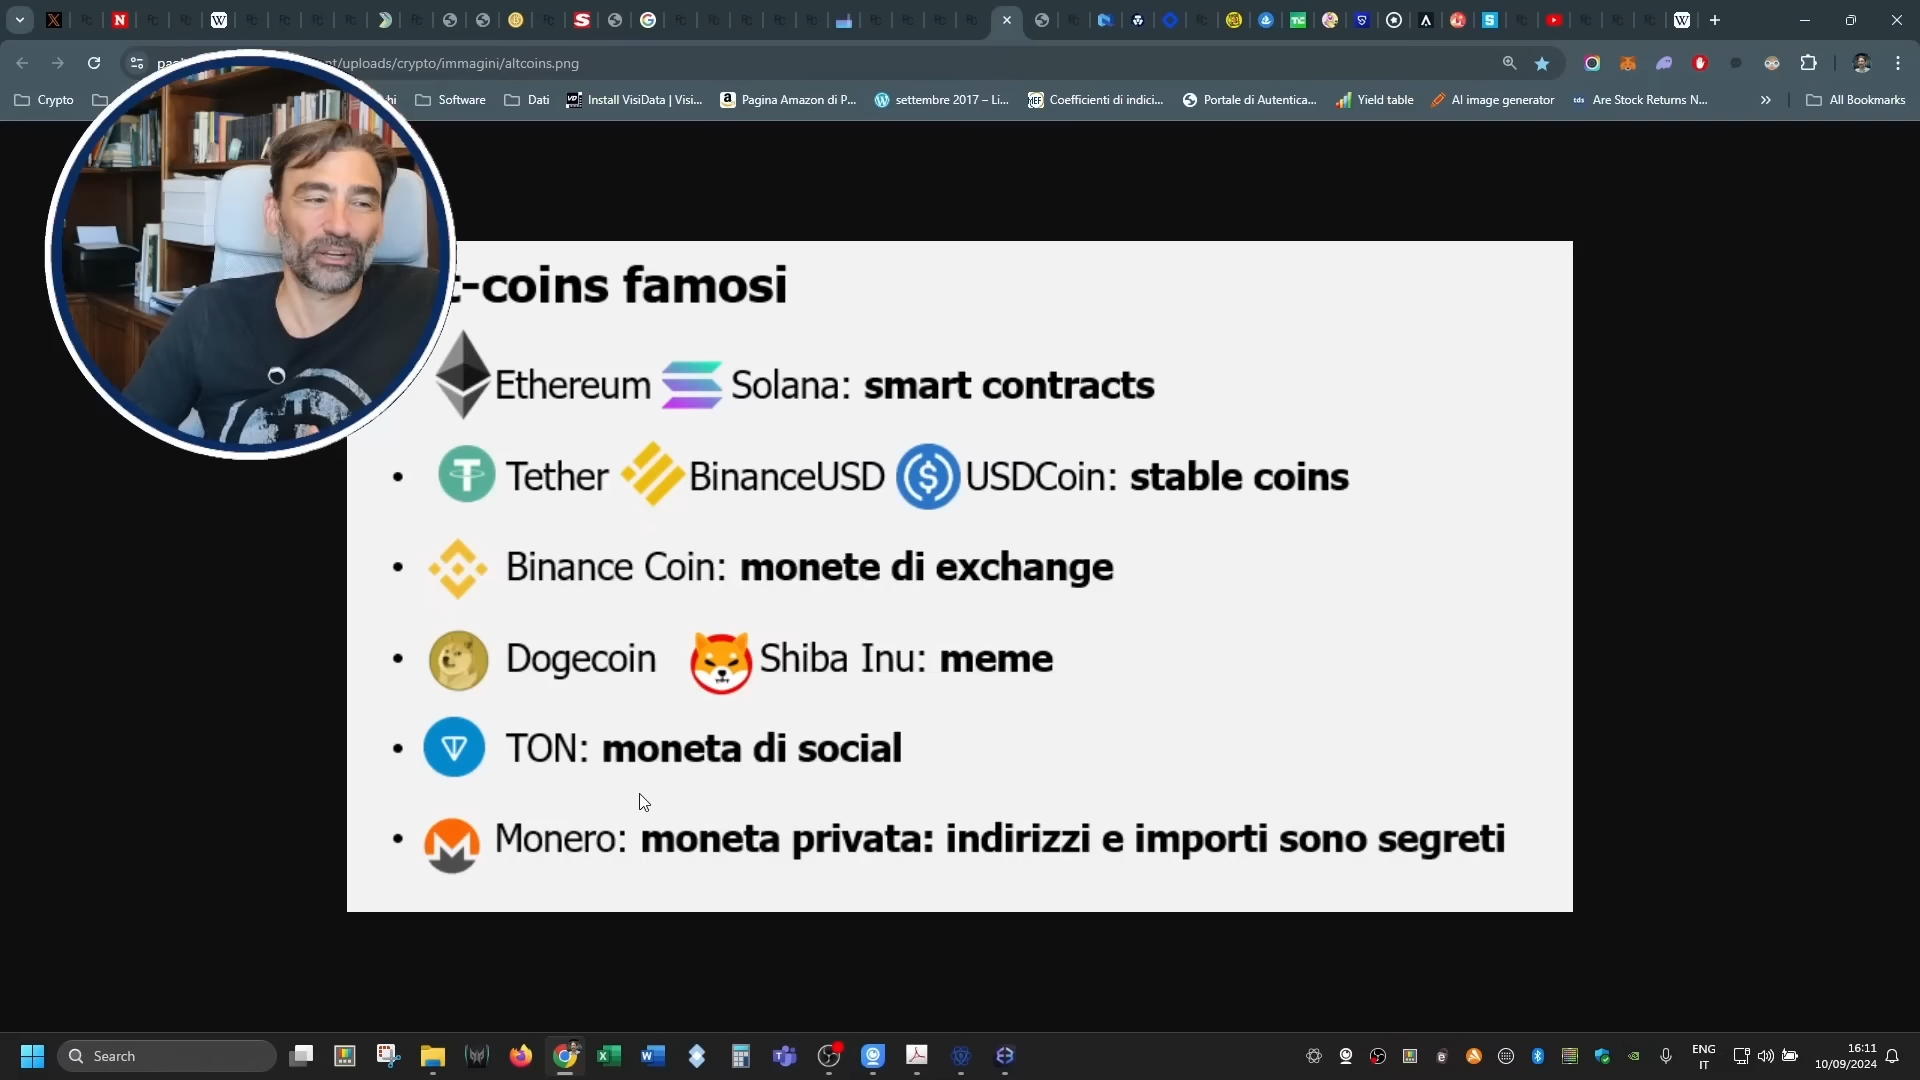 nt/uploads/crypto/immagini/altcoins.png
Crypto
hi
Software
Dati
Install VisiData | Visi...
Pagina Amazon di P...
settembre 2017 – Li...
Coefficienti di indici...
Portale di Autentica...
Yield table
AI image generator
Are Stock Returns N...
All Bookmarks
t-coins famosi
Ethereum Solana: smart contracts
• Tether BinanceUSD USDCoin: stable coins
• Binance Coin: monete di exchange
• Dogecoin Shiba Inu: meme
• TON: moneta di social
• Monero: moneta privata: indirizzi e importi sono segreti
Search
ENG
IT
16:11
10/09/2024